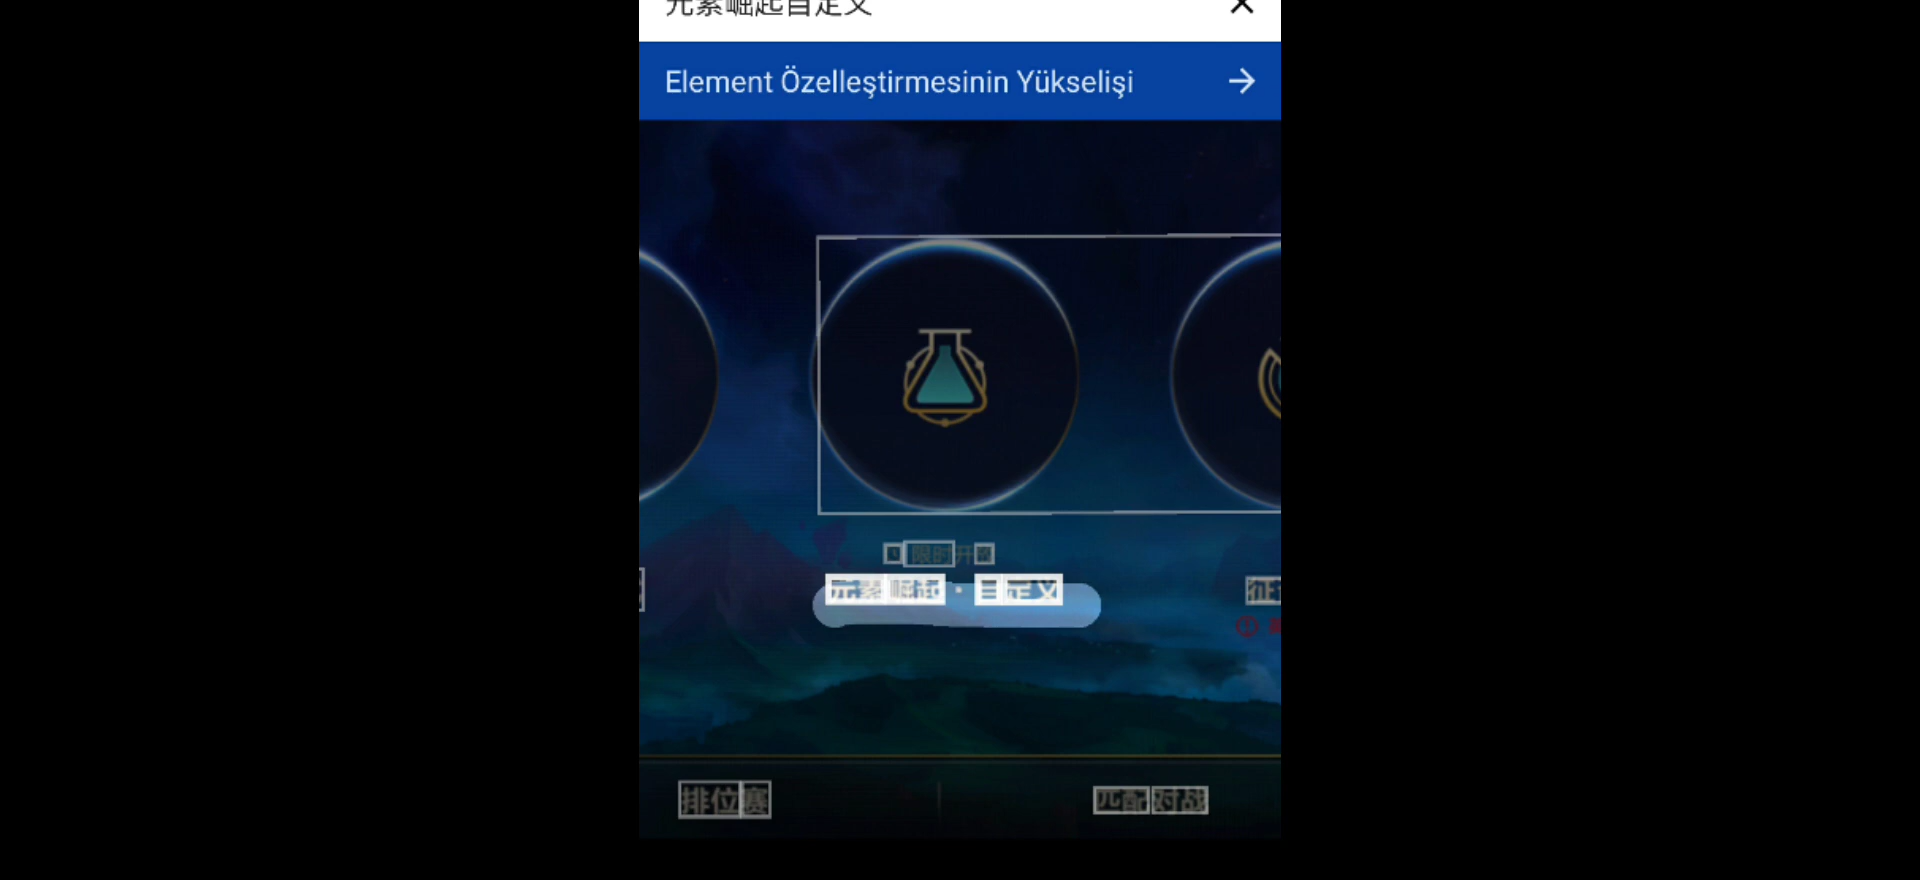 元素崛起自定义
Element Özelleştirmesinin Yükselişi
限时开放
元素崛起·自定义
排位赛
匹配对战